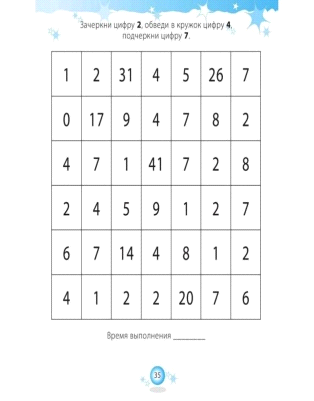 Зачеркни цифру 2, обведи в кружок цифру 4,
подчеркни цифру 7.
1 2 31 4 5 26 7
0 17 9 4 7 8 2
4 7 1 41 7 2 8
2 4 5 9 1 2 7
6 7 14 4 8 1 2
4 1 2 2 20 7 6
Время выполнения ________
35